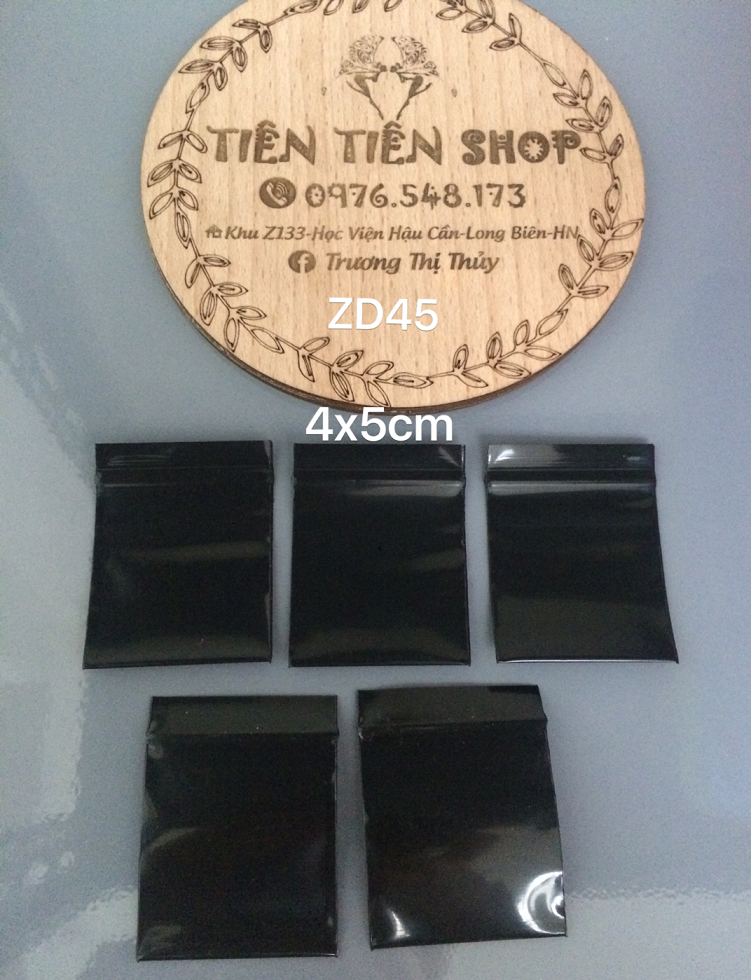 TIÊN TIÊN SHOP
0976.548.173
Khu Z133-Học Viện Hậu Cần-Long Biên-HN
Trương Thị Thủy
ZD45
4x5cm